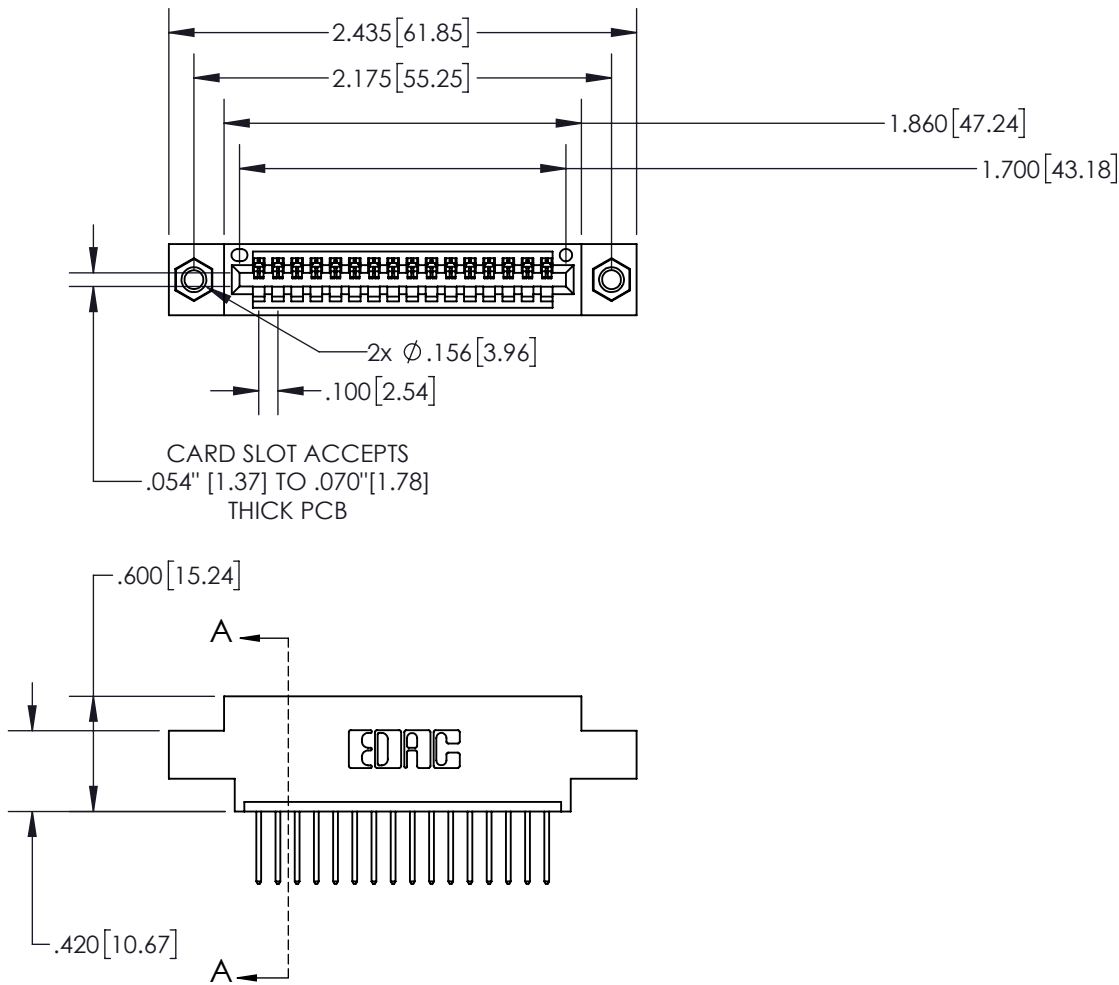 2.435[61.85]
2.175[55.25]
1.860[47.24]
1.700[43.18]
2x Ø.156[3.96]
.100[2.54]
CARD SLOT ACCEPTS
.054" [1.37] TO .070"[1.78]
THICK PCB
.600[15.24]
A
EDAC
.420[10.67]
A